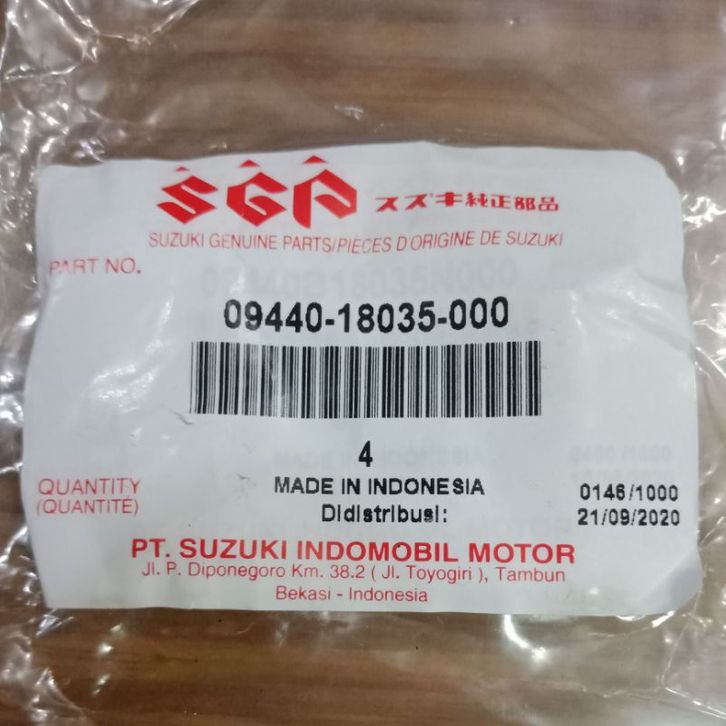 SGP スズキ純正部品
SUZUKI GENUINE PARTS/PIÈCES D'ORIGINE DE SUZUKI
PART NO.
09440-18035-000
4
QUANTITY
(QUANTITÉ)
MADE IN INDONESIA
0146/1000
Didistribusi:
21/09/2020
PT. SUZUKI INDOMOBIL MOTOR
Jl. P. Diponegoro Km. 38.2 ( Jl. Toyogiri ), Tambun
Bekasi - Indonesia